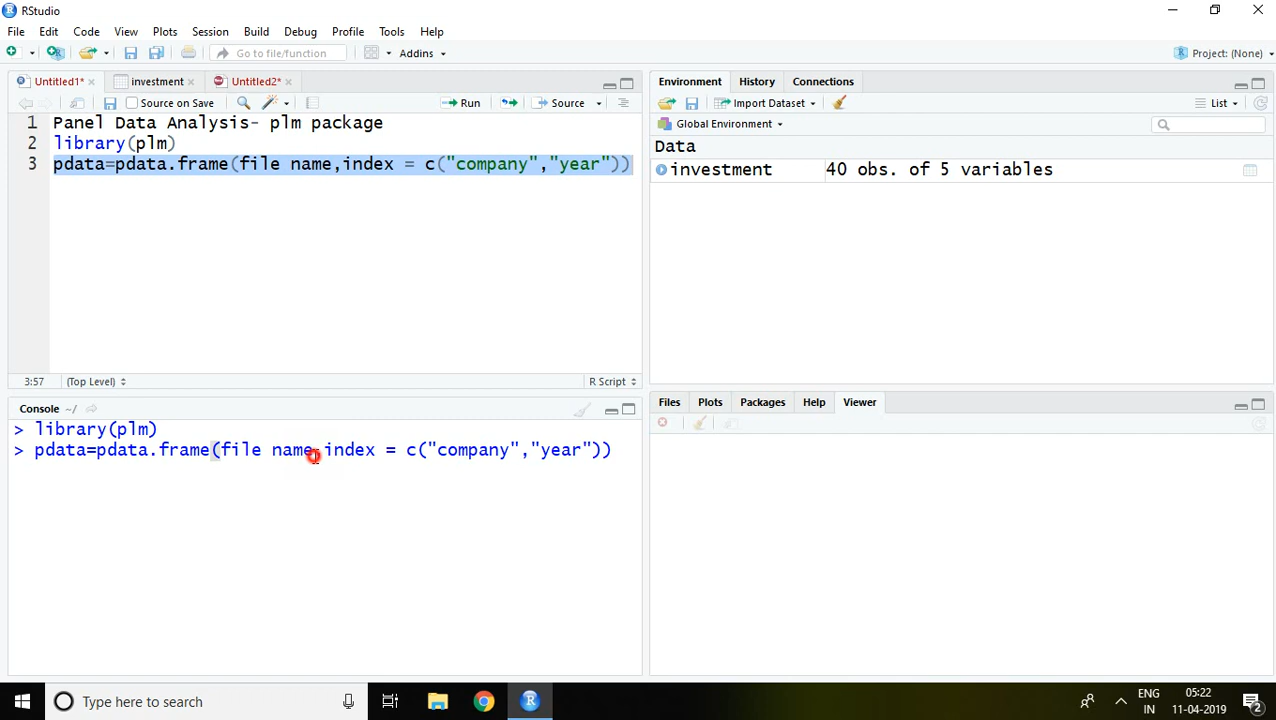 RStudio
File Edit Code View Plots Session Build Debug Profile Tools Help
Go to file/function Addins Project: (None)
Untitled1* investment Untitled2*
Source on Save Run Source
1 Panel Data Analysis- plm package
2 library(plm)
3 pdata=pdata.frame(file name,index = c("company","year"))
3:57 (Top Level) R Script
Console ~/
> library(plm)
> pdata=pdata.frame(file name,index = c("company","year"))
Environment History Connections
Import Dataset List
Global Environment
Data
investment 40 obs. of 5 variables
Files Plots Packages Help Viewer
Type here to search
ENG
IN
05:22
11-04-2019
2